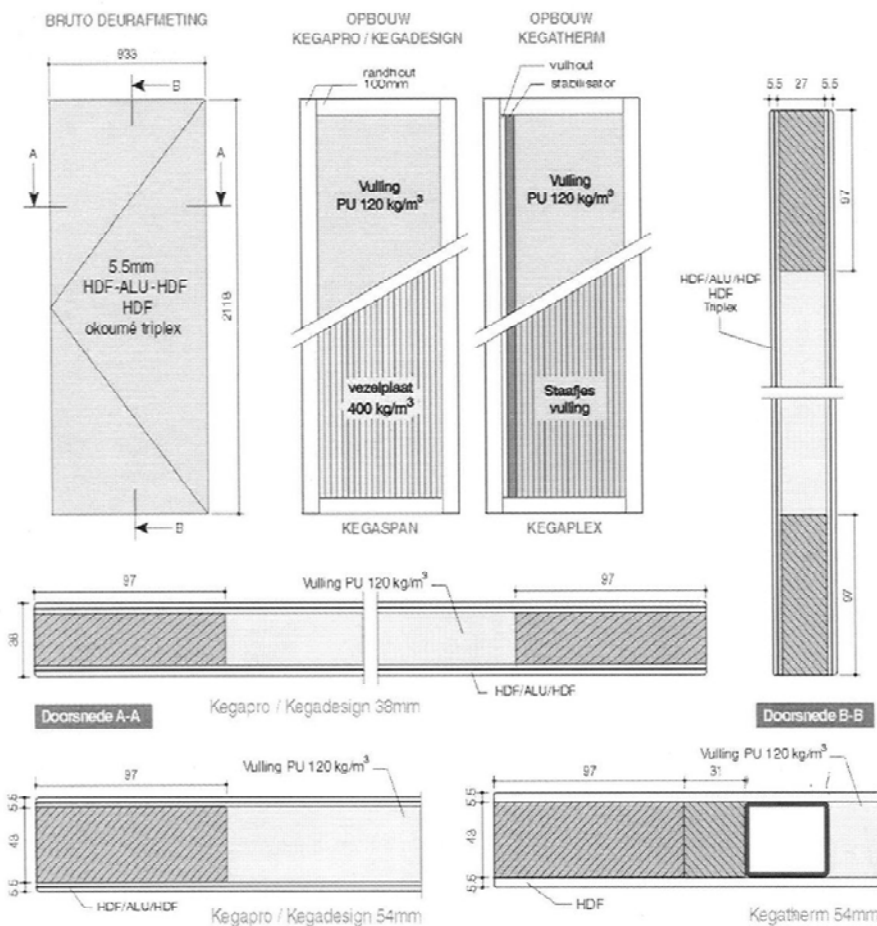 BRUTO DEURAFMETING
933
B
A
A
5.5mm
HDF-ALU-HDF
HDF
okoumé triplex
2118
B
OPBOUW
KEGAPRO / KEGADESIGN
randhout
100mm
Vulling
PU 120 kg/m³
vezelplaat
400 kg/m³
KEGASPAN
OPBOUW
KEGATHERM
vulhout
stabilisator
Vulling
PU 120 kg/m³
Staafjes
vulling
KEGAPLEX
5.5 27 5.5
97
HDF/ALU/HDF
HDF
Triplex
97
Doorsnede B-B
97
Vulling PU 120 kg/m³
97
38
HDF/ALU/HDF
Doorsnede A-A
Kegapro / Kegadesign 38mm
97
Vulling PU 120 kg/m³
5.5
43
5.5
HDF/ALU/HDF
Kegapro / Kegadesign 54mm
Vulling PU 120 kg/m³
97
31
5.5
43
5.5
HDF
Kegatherm 54mm